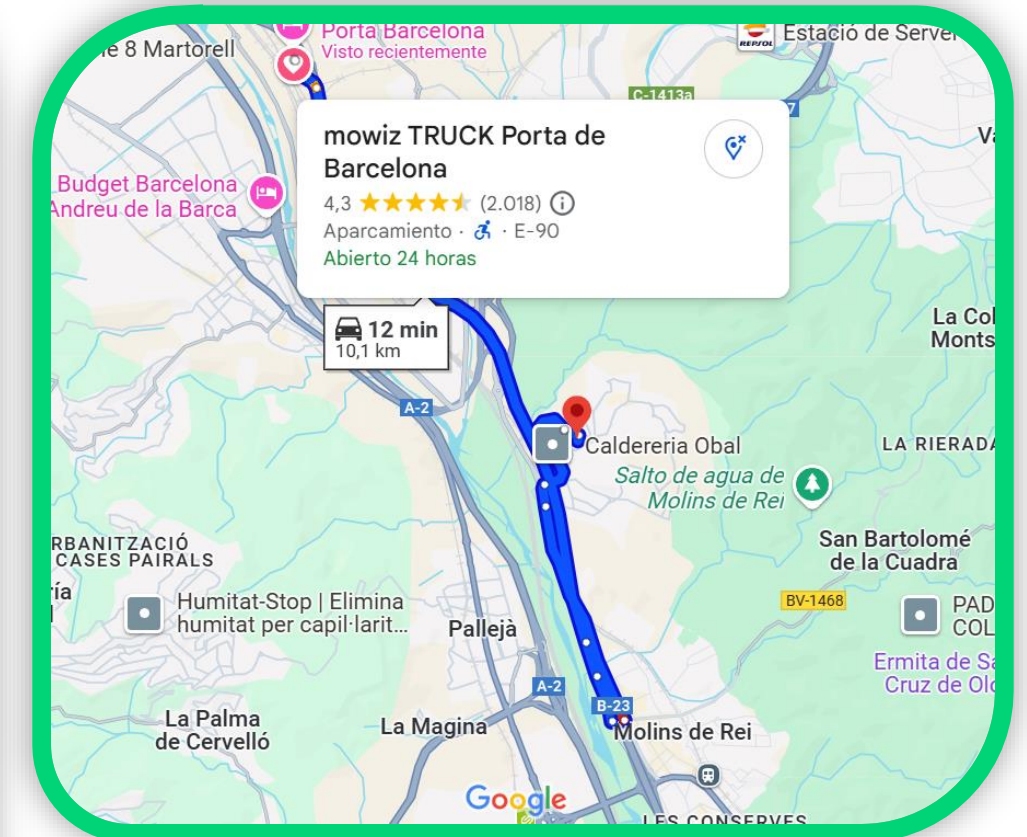 Porta Barcelona
Visto recientemente
le 8 Martorell
REPSOL
Estació de Servei
C-1413a
7
mowiz TRUCK Porta de
Barcelona
4,3 (2.018)
Aparcamiento · · E-90
Abierto 24 horas
Budget Barcelona
Andreu de la Barca
12 min
10,1 km
La Col
Monts
A-2
Caldereria Obal
LA RIERADA
Salto de agua de
Molins de Rei
San Bartolomé
de la Cuadra
RBANITZACIÓ
CASES PAIRALS
ría
BV-1468
PAD
COL
Humitat-Stop | Elimina
humitat per capil·larit...
Pallejà
Ermita de Sa
Cruz de Olo
A-2
B-23
La Palma
de Cervelló
La Magina
Molins de Rei
Google
LES CONSERVES